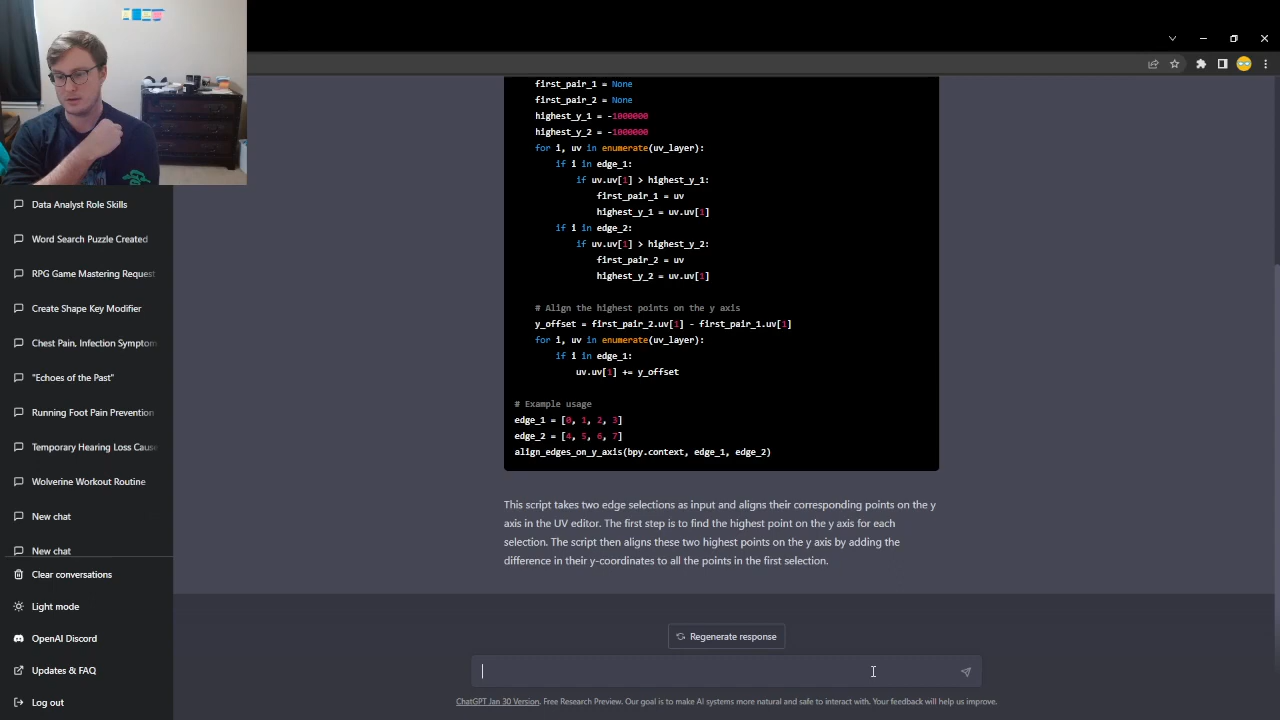 first_pair_1 = None
first_pair_2 = None
highest_y_1 = -1000000
highest_y_2 = -1000000
for i, uv in enumerate(uv_layer):
if i in edge_1:
if uv.uv[1] > highest_y_1:
first_pair_1 = uv
highest_y_1 = uv.uv[1]
if i in edge_2:
if uv.uv[1] > highest_y_2:
first_pair_2 = uv
highest_y_2 = uv.uv[1]
# Align the highest points on the y axis
y_offset = first_pair_2.uv[1] - first_pair_1.uv[1]
for i, uv in enumerate(uv_layer):
if i in edge_1:
uv.uv[1] += y_offset
# Example usage
edge_1 = [0, 1, 2, 3]
edge_2 = [4, 5, 6, 7]
align_edges_on_y_axis(bpy.context, edge_1, edge_2)
This script takes two edge selections as input and aligns their corresponding points on the y
axis in the UV editor. The first step is to find the highest point on the y axis for each
selection. The script then aligns these two highest points on the y axis by adding the
difference in their y-coordinates to all the points in the first selection.
Data Analyst Role Skills
Word Search Puzzle Created
RPG Game Mastering Request
Create Shape Key Modifier
Chest Pain, Infection Symptom
"Echoes of the Past"
Running Foot Pain Prevention
Temporary Hearing Loss Cause
Wolverine Workout Routine
New chat
New chat
Clear conversations
Light mode
OpenAI Discord
Updates & FAQ
Log out
Regenerate response
ChatGPT Jan 30 Version. Free Research Preview. Our goal is to make AI systems more natural and safe to interact with. Your feedback will help us improve.